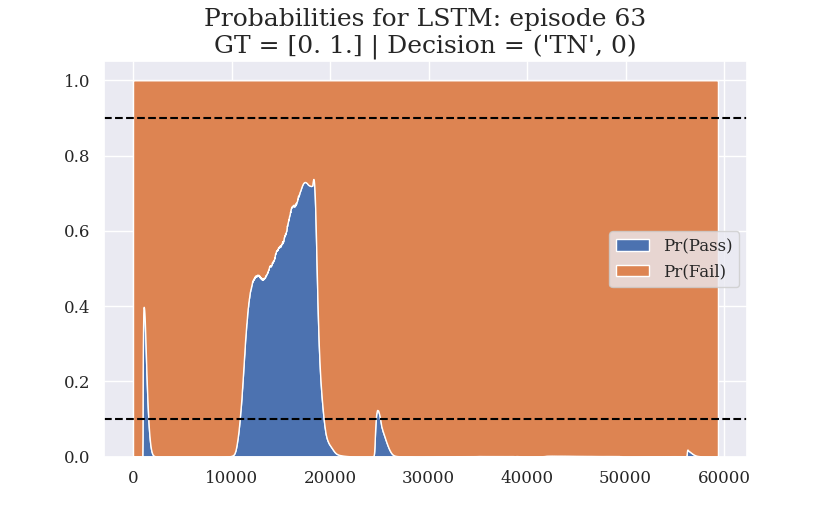 Probabilities for LSTM: episode 63
GT = [0. 1.] | Decision = ('TN', 0)
1.0
0.8
0.6
0.4
0.2
0.0
Pr(Pass)
Pr(Fail)
0 10000 20000 30000 40000 50000 60000